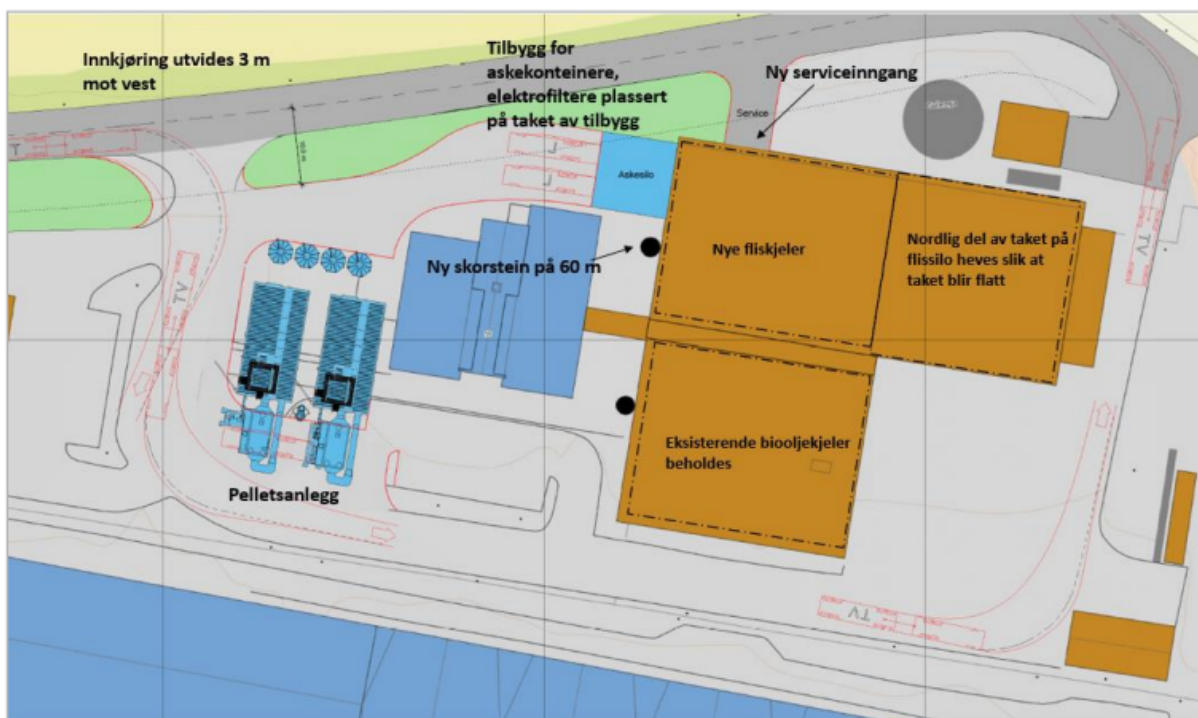 Innkjøring utvides 3 m
mot vest
Tilbygg for
askekonteinere,
elektrofiltere plassert
på taket av tilbygg
Ny serviceinngang
Service
Askesilo
Nye fliskjeler
Nordlig del av taket på
flissilo heves slik at
taket blir flatt
Ny skorstein på 60 m
TV
TV
Eksisterende biooljekjeler
beholdes
Pelletsanlegg
TV